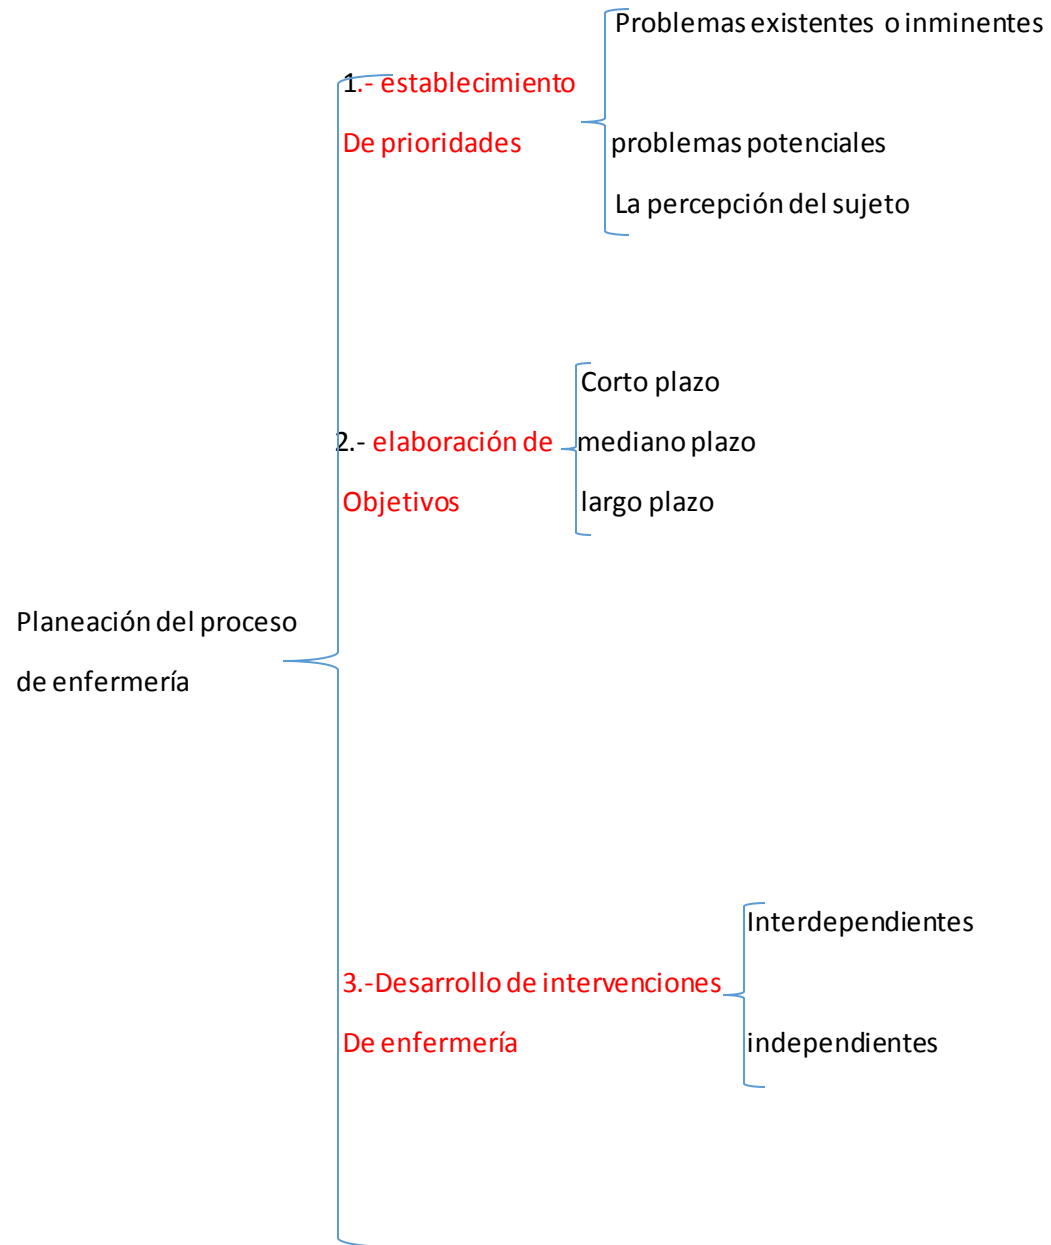 Problemas existentes o inminentes
1.- establecimiento
De prioridades
problemas potenciales
La percepción del sujeto
Corto plazo
2.- elaboración de
mediano plazo
Objetivos
largo plazo
Planeación del proceso
de enfermería
Interdependientes
3.-Desarrollo de intervenciones
De enfermería
independientes